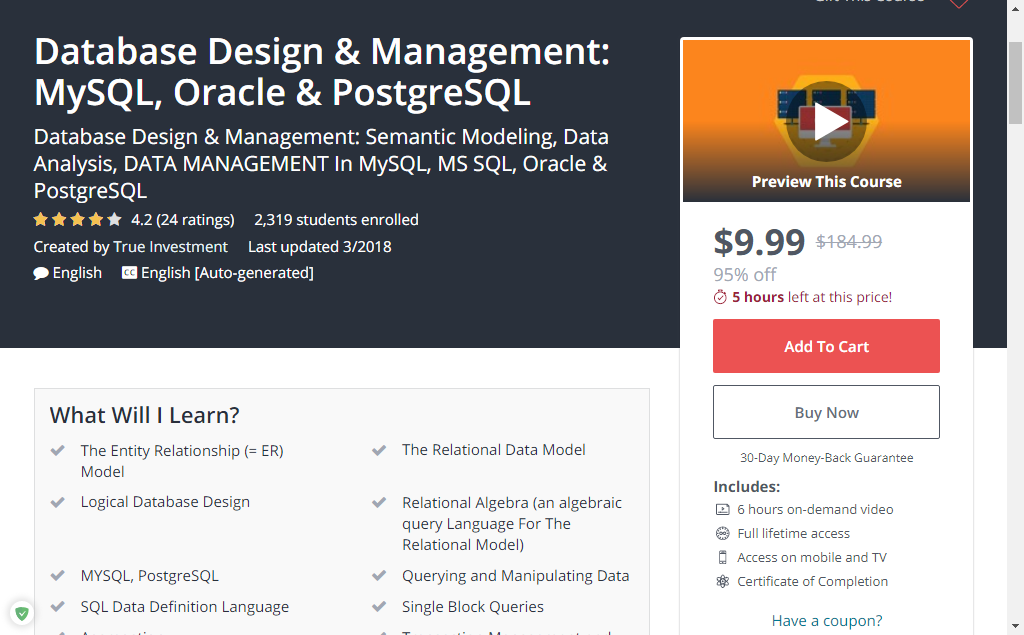 Gift This Course
Database Design & Management:
MySQL, Oracle & PostgreSQL
Database Design & Management: Semantic Modeling, Data
Analysis, DATA MANAGEMENT In MySQL, MS SQL, Oracle &
PostgreSQL
4.2 (24 ratings) 2,319 students enrolled
Created by True Investment Last updated 3/2018
English CC English [Auto-generated]
Preview This Course
$9.99 $184.99
95% off
5 hours left at this price!
Add To Cart
Buy Now
30-Day Money-Back Guarantee
Includes:
6 hours on-demand video
Full lifetime access
Access on mobile and TV
Certificate of Completion
Have a coupon?
What Will I Learn?
The Entity Relationship (= ER)
Model
The Relational Data Model
Logical Database Design
Relational Algebra (an algebraic
query Language For The
Relational Model)
MYSQL, PostgreSQL
Querying and Manipulating Data
SQL Data Definition Language
Single Block Queries